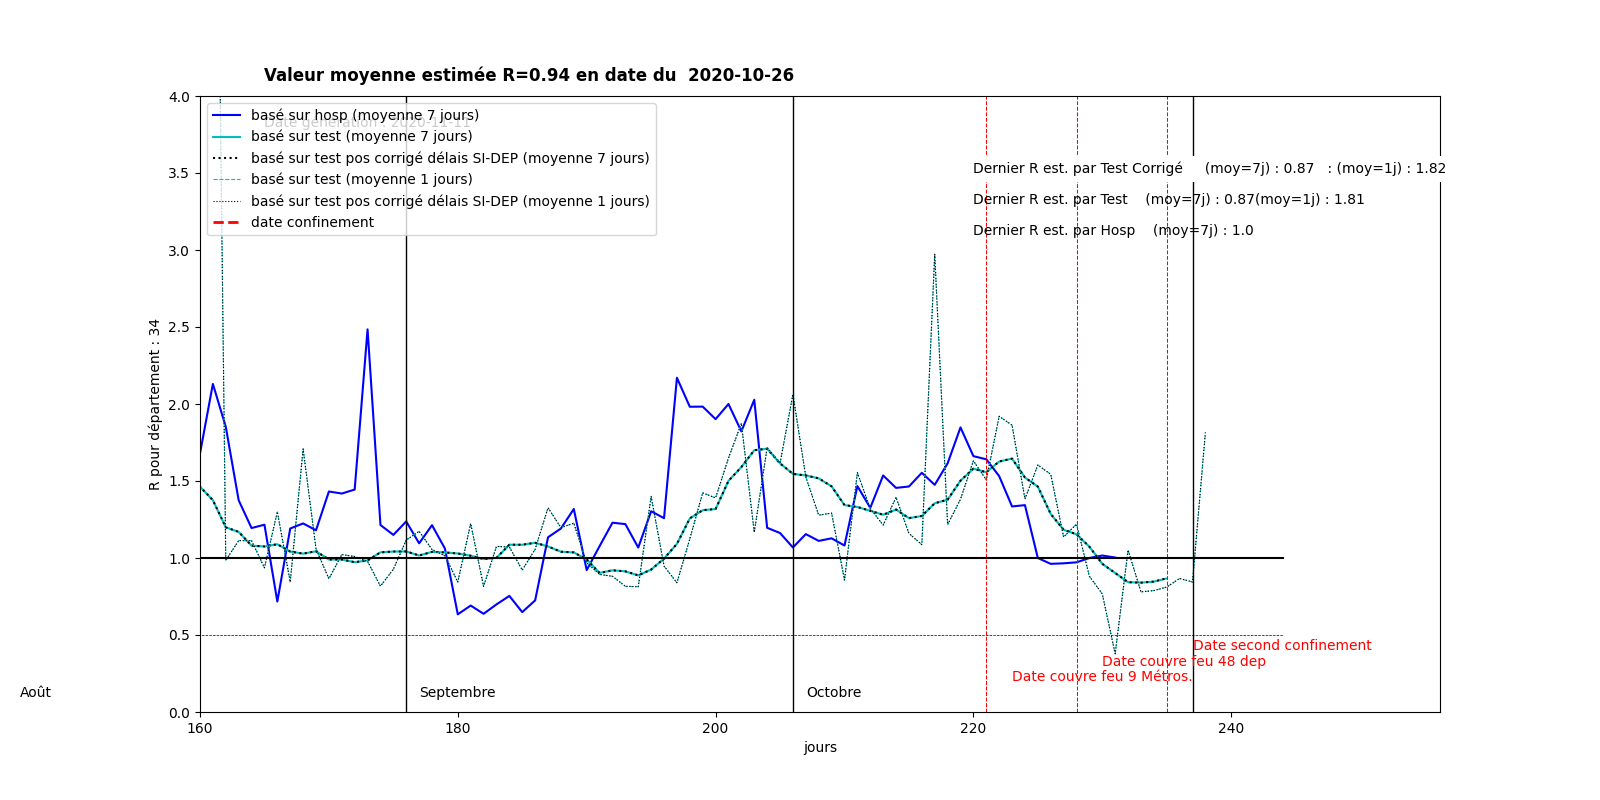 Valeur moyenne estimée R=0.94 en date du  2020-10-26
Date génération : 2020-11-11
basé sur hosp (moyenne 7 jours)
basé sur test (moyenne 7 jours)
basé sur test pos corrigé délais SI-DEP (moyenne 7 jours)
basé sur test (moyenne 1 jours)
basé sur test pos corrigé délais SI-DEP (moyenne 1 jours)
date confinement
Dernier R est. par Test Corrigé     (moy=7j) : 0.87   : (moy=1j) : 1.82
Dernier R est. par Test    (moy=7j) : 0.87(moy=1j) : 1.81
Dernier R est. par Hosp    (moy=7j) : 1.0
4.0
3.5
3.0
2.5
2.0
1.5
1.0
0.5
0.0
R pour département : 34
Date second confinement
Date couvre feu 48 dep
Date couvre feu 9 Métros.
Août
Septembre
Octobre
160
180
200
220
240
jours